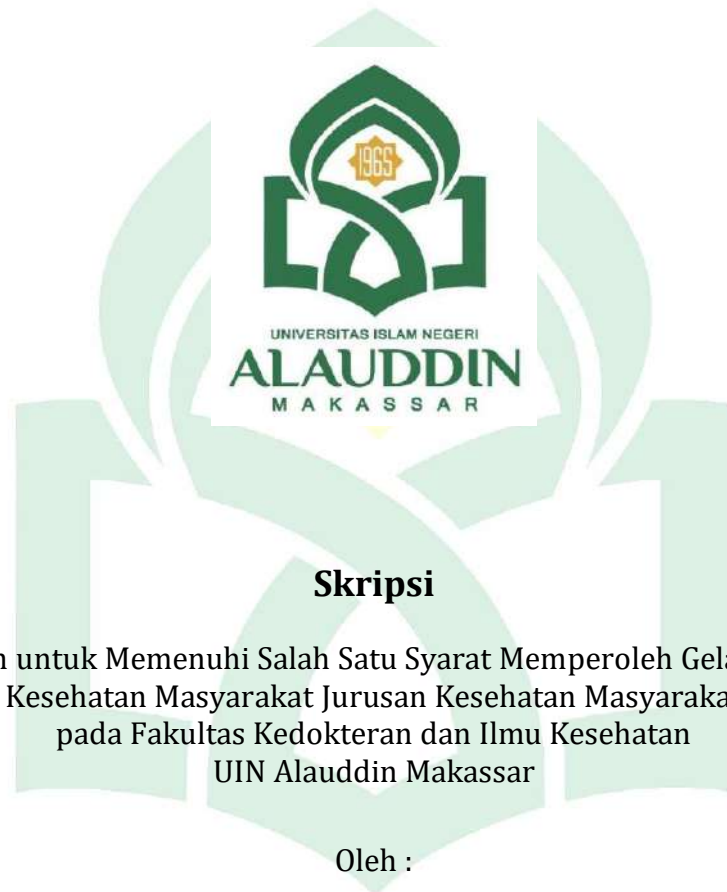 1965
UNIVERSITAS ISLAM NEGERI
ALAUDDIN
MAKASSAR
Skripsi
untuk Memenuhi Salah Satu Syarat Memperoleh
Kesehatan Masyarakat Jurusan Kesehatan
pada Fakultas Kedokteran dan Ilmu Kesehatan
UIN Alauddin Makassar
Oleh :